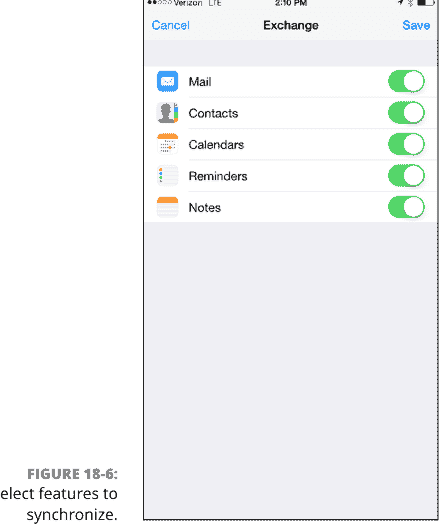 Verizon LTE 2:10 PM
Cancel Exchange Save
Mail
Contacts
Calendars
Reminders
Notes
FIGURE 18-6:
elect features to
synchronize.